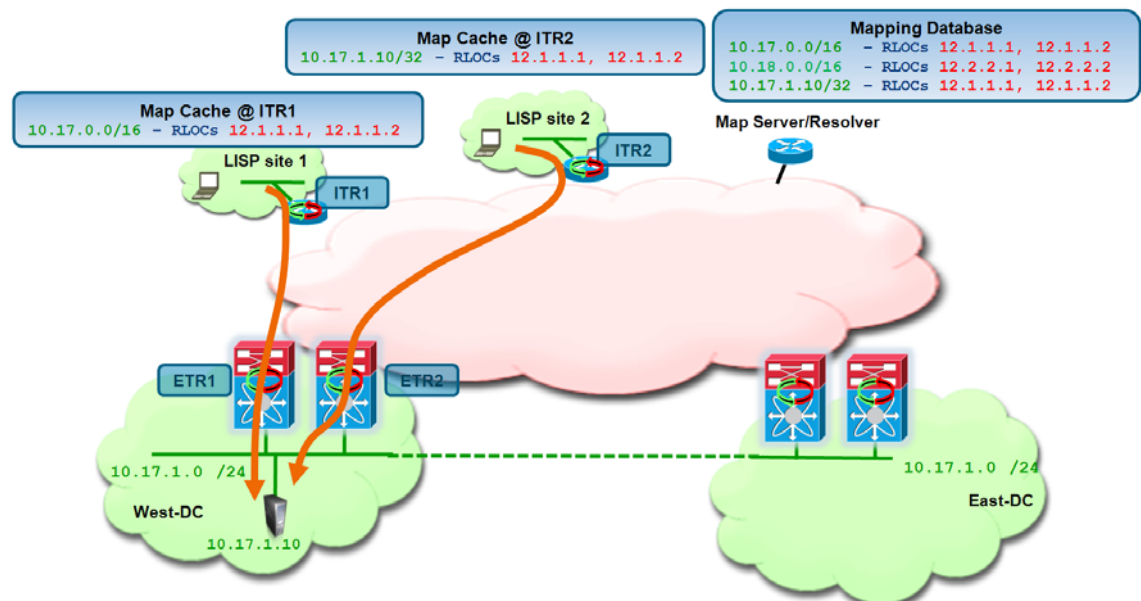 Map Cache @ ITR2
10.17.1.10/32 – RLOCs 12.1.1.1, 12.1.1.2
Mapping Database
10.17.0.0/16 – RLOCs 12.1.1.1, 12.1.1.2
10.18.0.0/16 – RLOCs 12.2.2.1, 12.2.2.2
10.17.1.10/32 – RLOCs 12.1.1.1, 12.1.1.2
Map Cache @ ITR1
10.17.0.0/16 – RLOCs 12.1.1.1, 12.1.1.2
LISP site 2
Map Server/Resolver
ITR2
LISP site 1
ITR1
ETR1
ETR2
10.17.1.0 /24
10.17.1.0 /24
West-DC
East-DC
10.17.1.10